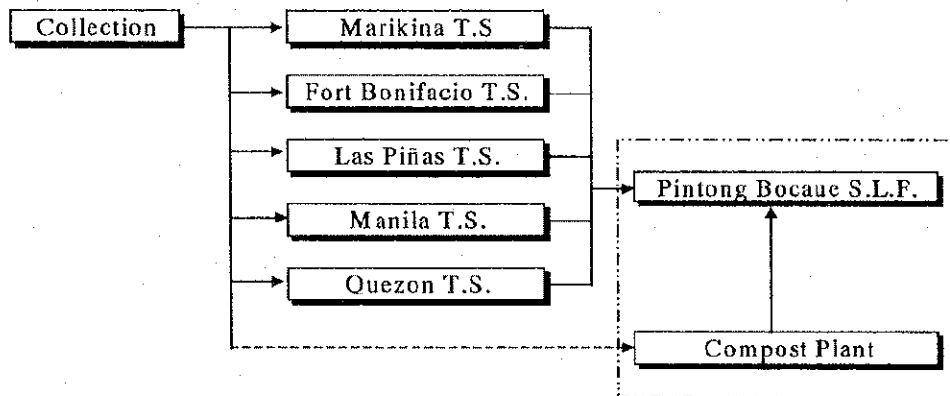 Collection
Marikina T.S
Fort Bonifacio T.S.
Las Piñas T.S.
Manila T.S.
Quezon T.S.
Pintong Bocaue S.L.F.
Compost Plant